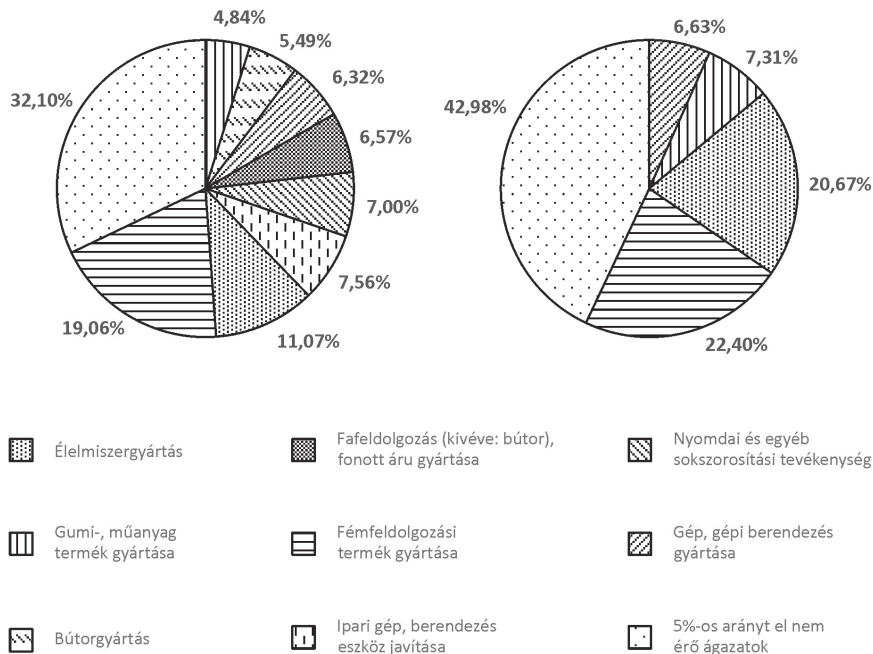 4,84%
5,49%
6,32%
6,57%
7,00%
7,56%
11,07%
19,06%
32,10%
6,63%
7,31%
20,67%
22,40%
42,98%
Élelmiszergyártás
Fafeldolgozás (kivéve: bútor),
fonott áru gyártása
Nyomdai és egyéb
sokszorosítási tevékenység
Gumi-, műanyag
termék gyártása
Fémfeldolgozási
termék gyártása
Gép, gépi berendezés
gyártása
Bútorgyártás
Ipari gép, berendezés
eszköz javítása
5%-os arányt el nem
érő ágazatok